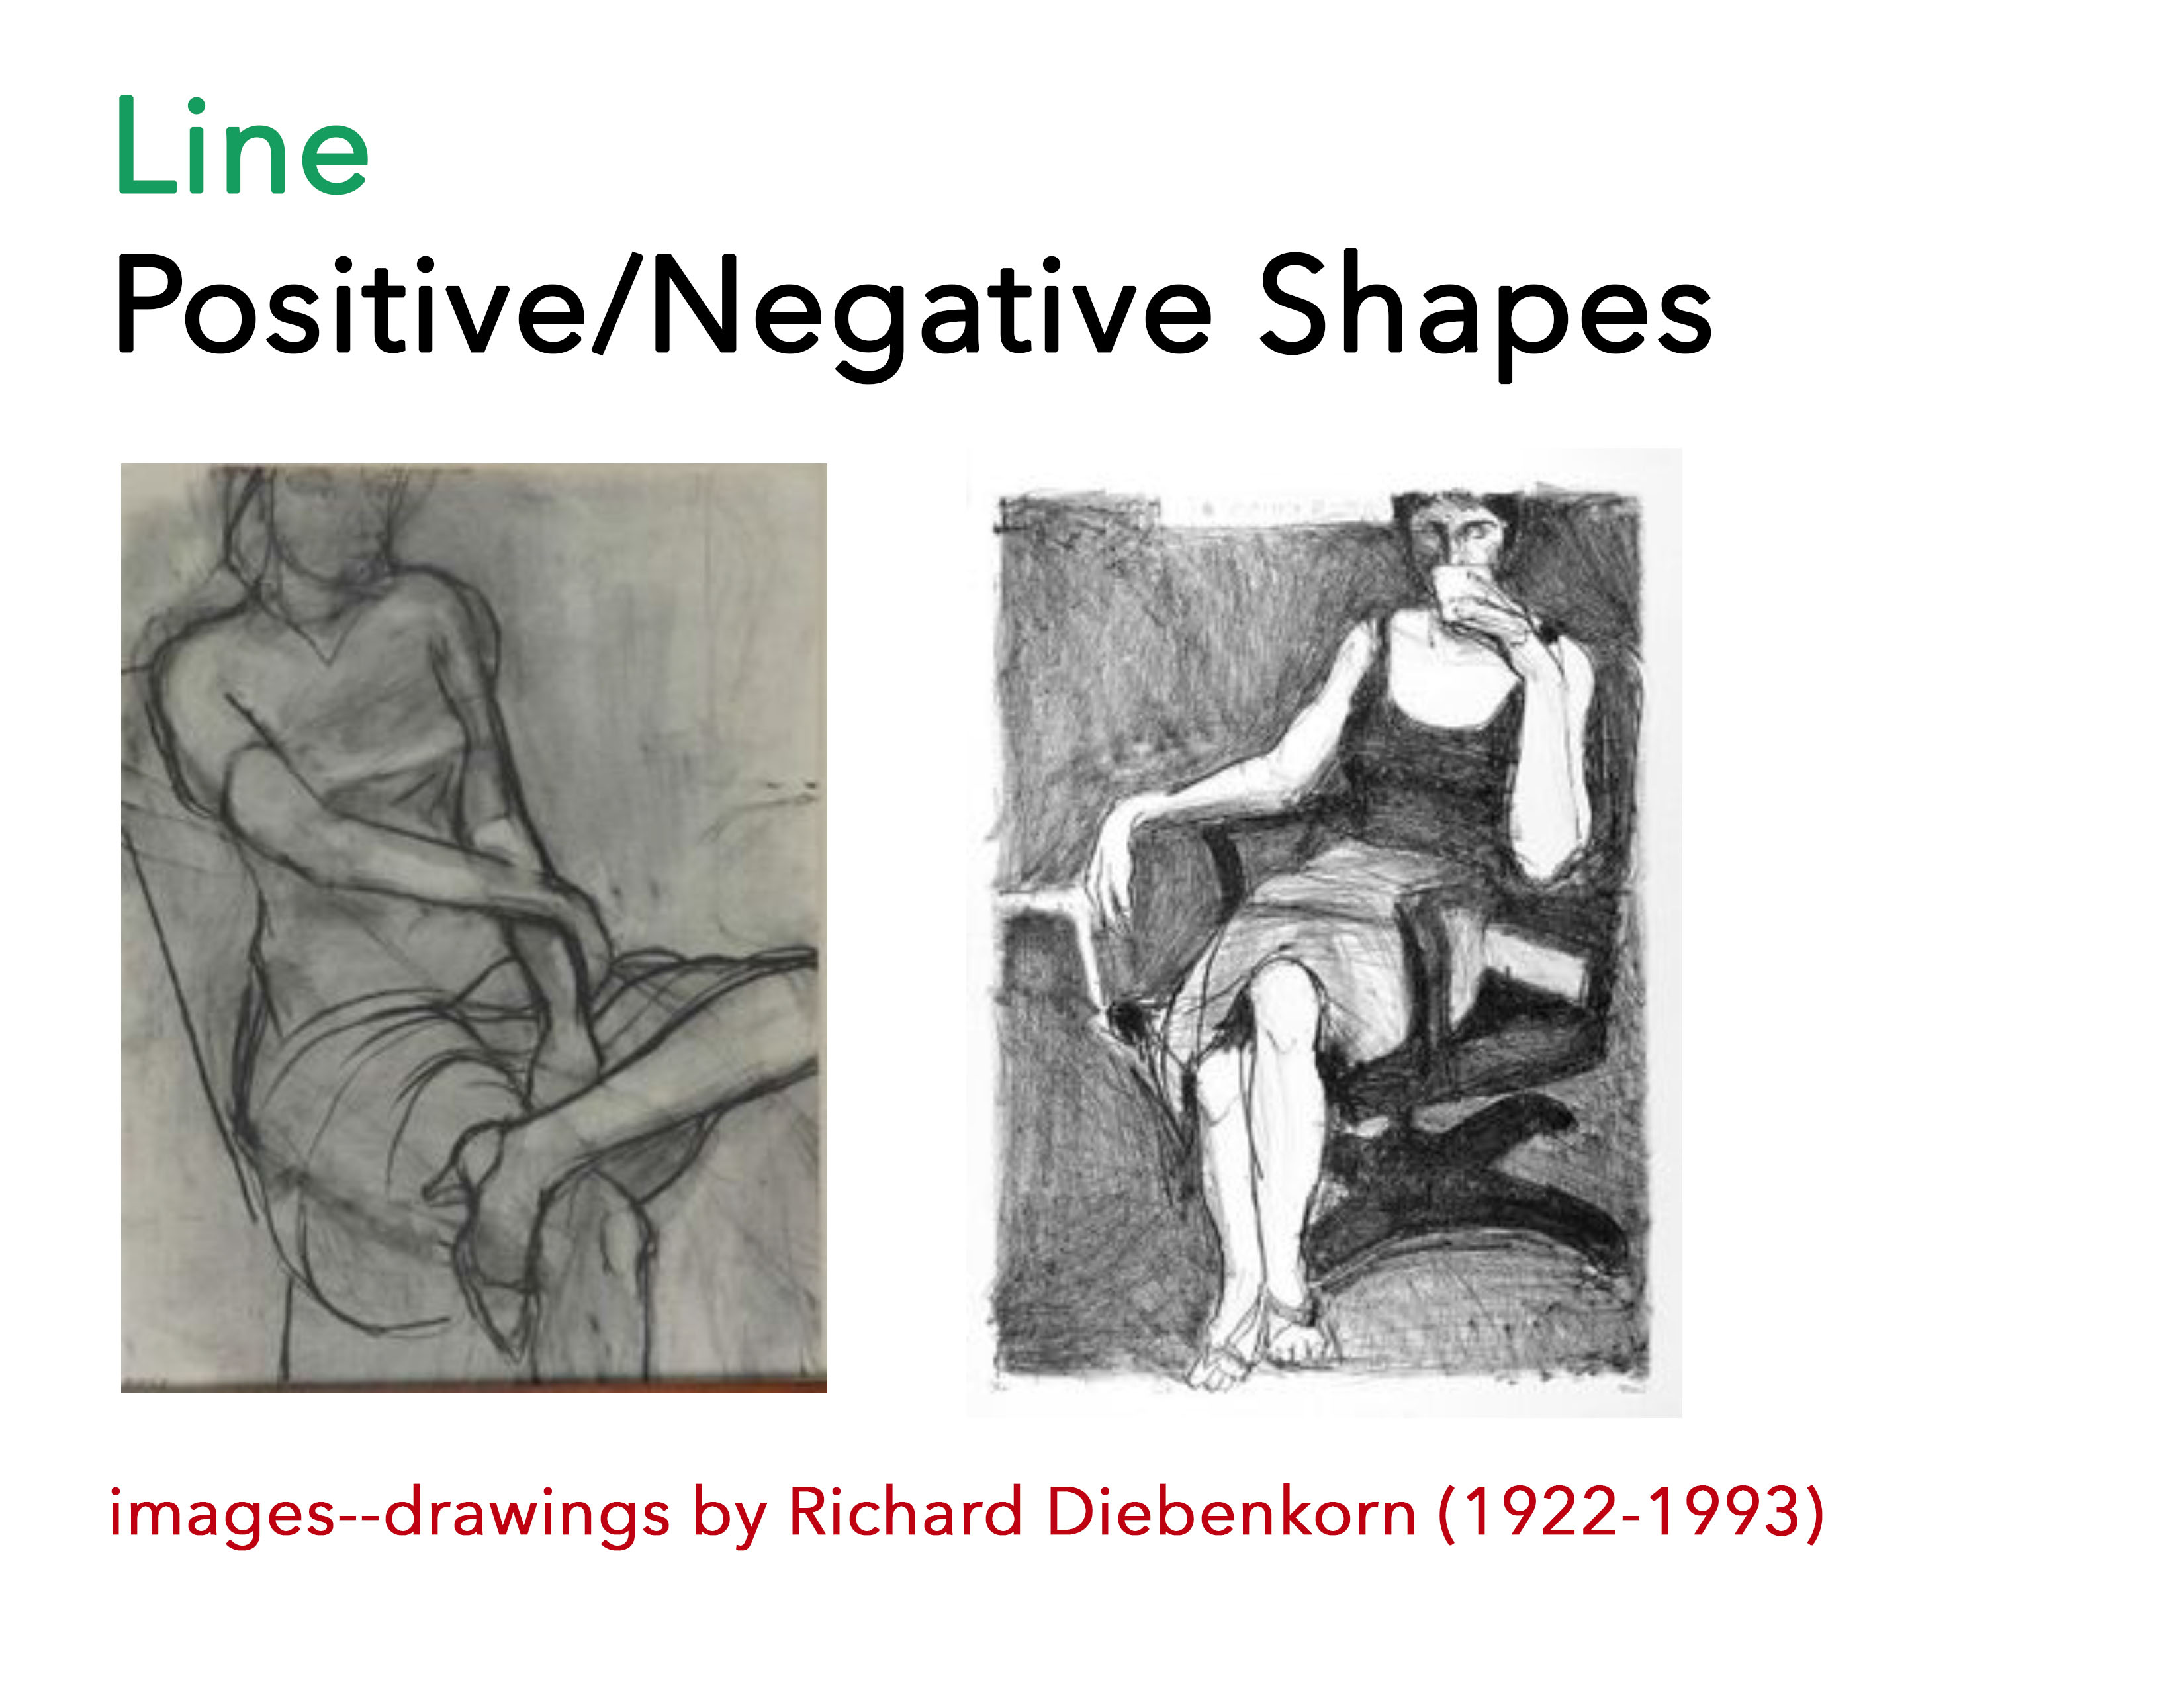 Line
Positive/Negative Shapes
images--drawings by Richard Diebenkorn (1922-1993)